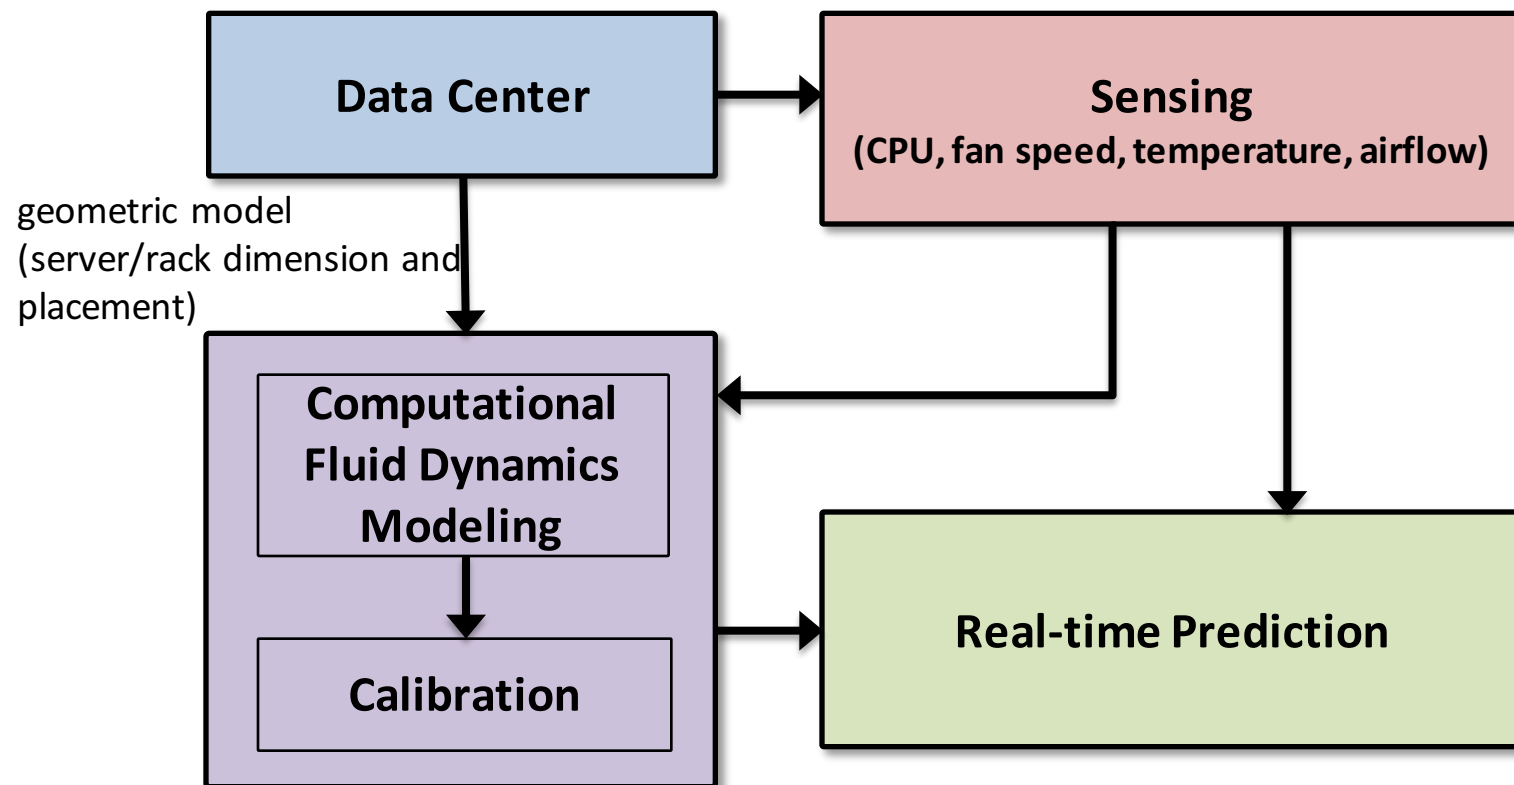 Data Center
Sensing
(CPU, fan speed, temperature, airflow)
geometric model
(server/rack dimension and
placement)
Computational
Fluid Dynamics
Modeling
Real-time Prediction
Calibration